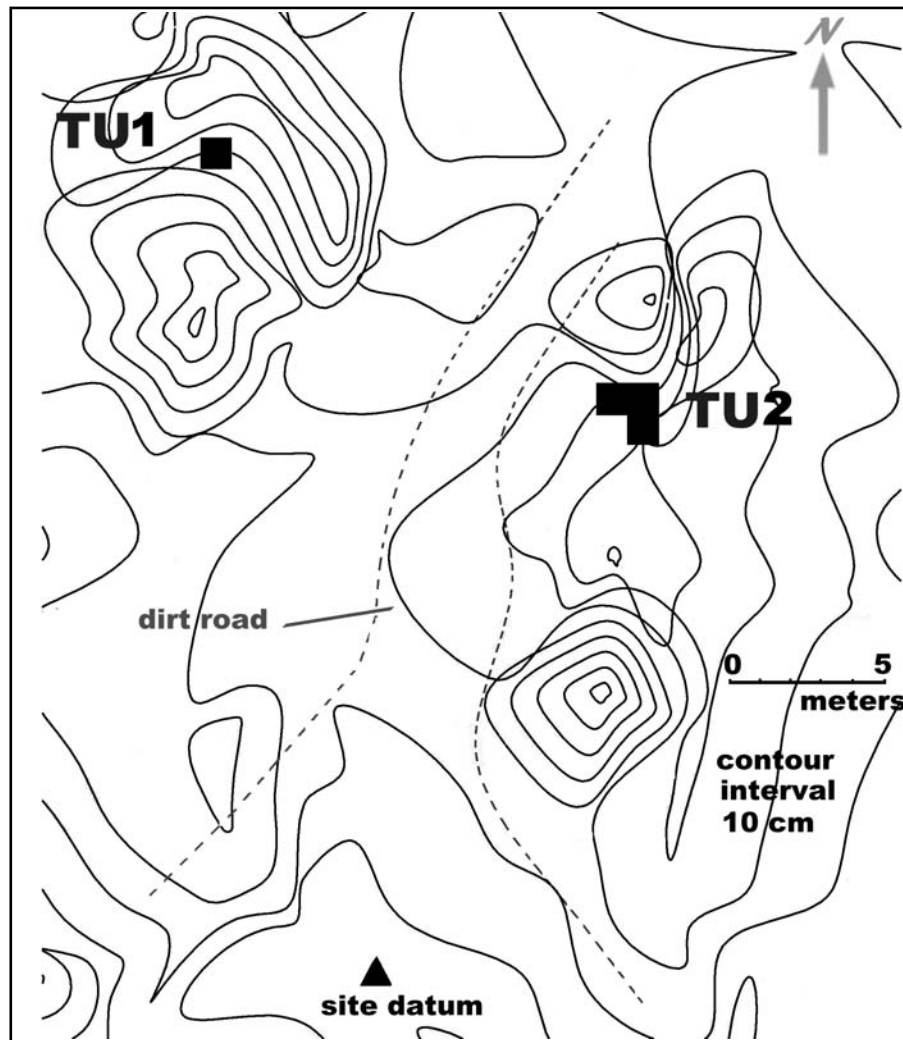 N
TU1
TU2
dirt road
0 5
meters
contour
interval
10 cm
site datum